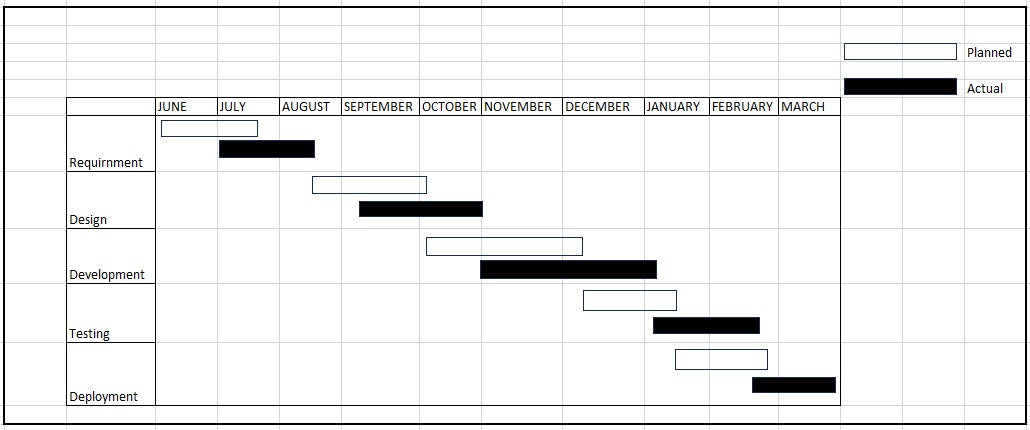 Planned
Actual
JUNE JULY AUGUST SEPTEMBER OCTOBER NOVEMBER DECEMBER JANUARY FEBRUARY MARCH
Requirnment
Design
Development
Testing
Deployment